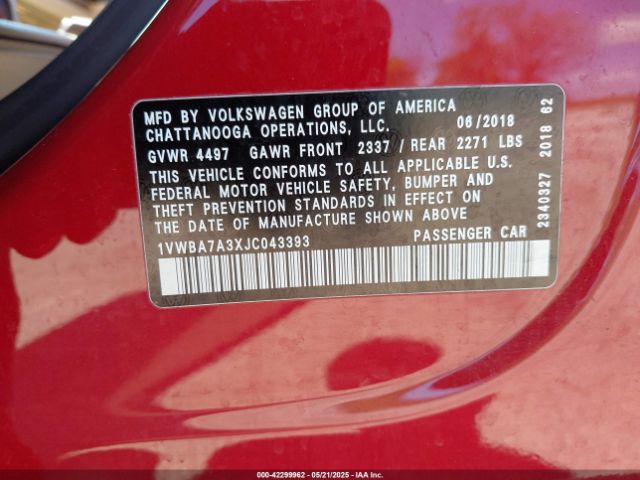 MFD BY VOLKSWAGEN GROUP OF AMERICA
CHATTANOOGA OPERATIONS, LLC. 06/2018
GVWR 4497 GAWR FRONT 2337 / REAR 2271 LBS
THIS VEHICLE CONFORMS TO ALL APPLICABLE U.S.
FEDERAL MOTOR VEHICLE SAFETY, BUMPER AND
THEFT PREVENTION STANDARDS IN EFFECT ON
THE DATE OF MANUFACTURE SHOWN ABOVE
1VWBA7A3XJC043393 PASSENGER CAR
2340327 2018 62
000-42299962 - 05/21/2025 - IAA Inc.